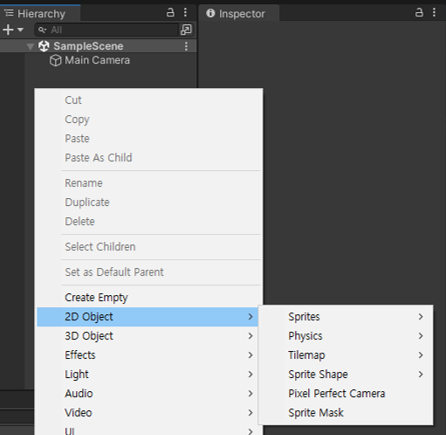 Hierarchy
Inspector
All
SampleScene
Main Camera
Cut
Copy
Paste
Paste As Child
Rename
Duplicate
Delete
Select Children
Set as Default Parent
Create Empty
2D Object
3D Object
Effects
Light
Audio
Video
UI
Sprites
Physics
Tilemap
Sprite Shape
Pixel Perfect Camera
Sprite Mask